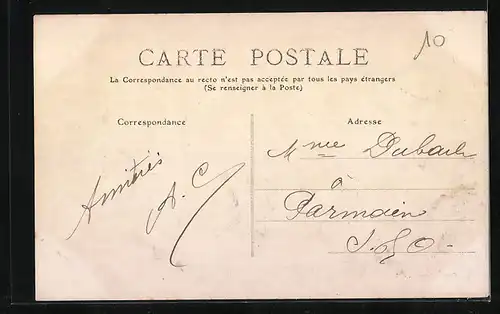 10
CARTE POSTALE
La Correspondance au recto n'est pas acceptée par tous les pays étrangers
(Se renseigner à la Poste)
Correspondance
Amitiés
A. C
Adresse
Mme Dubach
à
Parmain
S. & O.